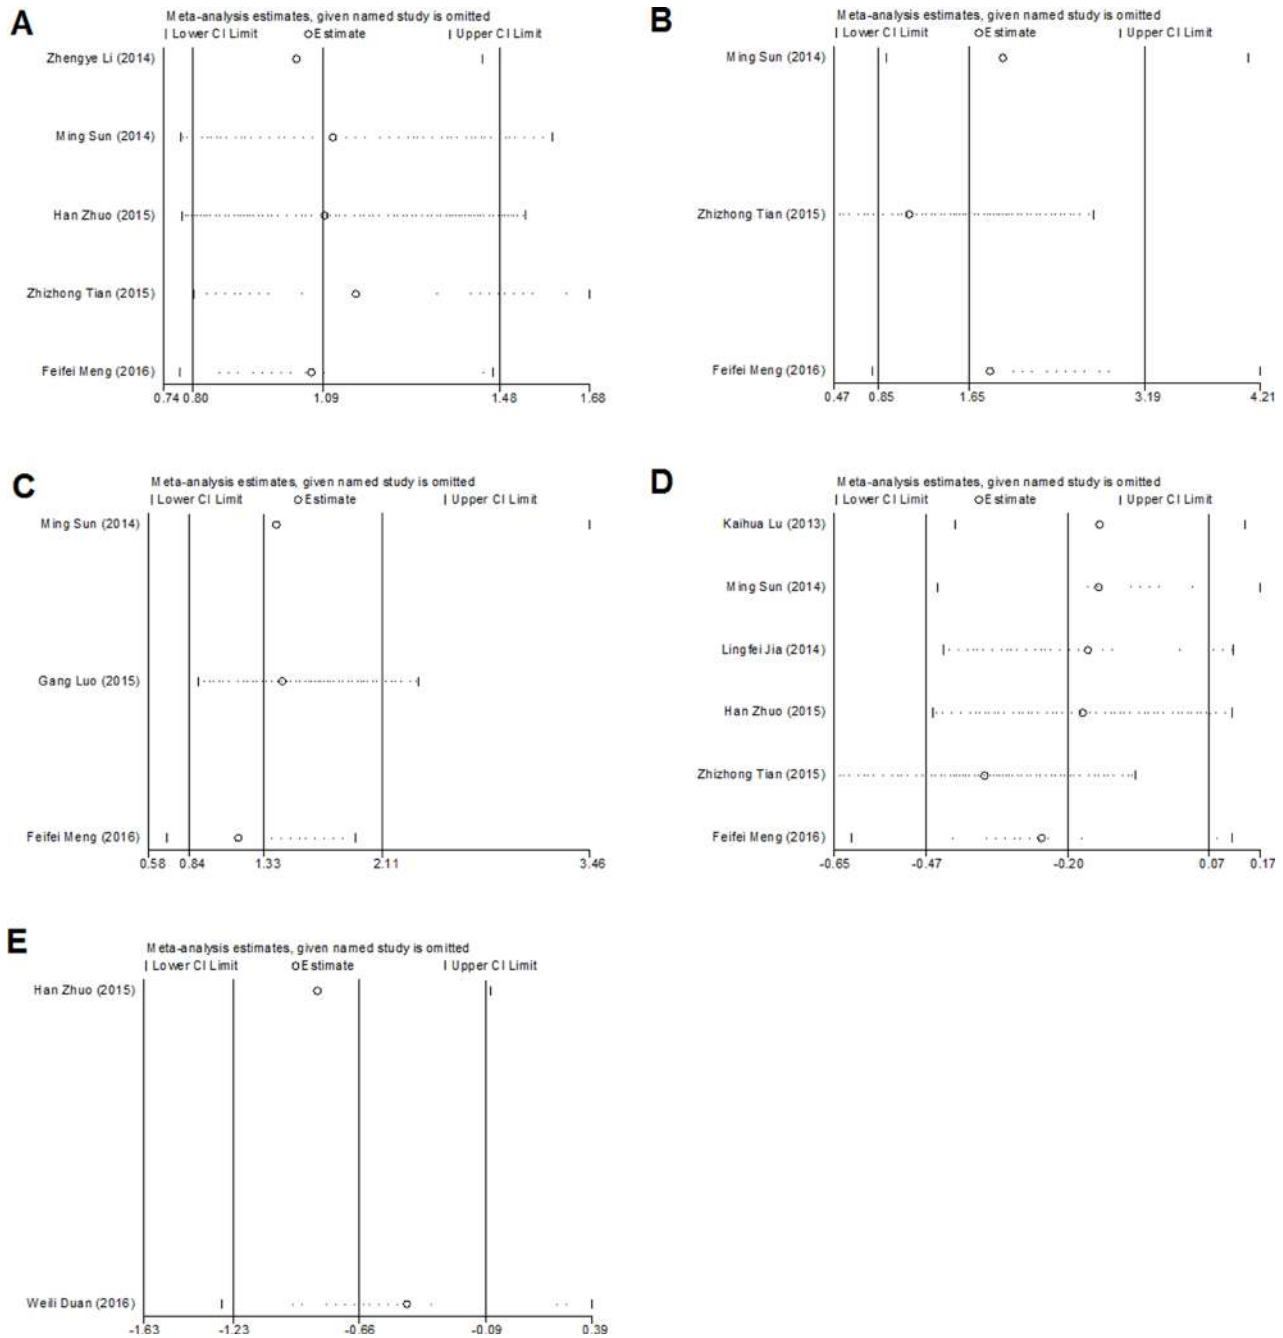 A
Meta-analysis estimates, given named study is omitted
| Lower CI Limit ○ Estimate | Upper CI Limit
Zhengye Li (2014)
Ming Sun (2014)
Han Zhuo (2015)
Zhizhong Tian (2015)
Feifei Meng (2016)
0.74 0.80 1.09 1.48 1.68
B
Meta-analysis estimates, given named study is omitted
| Lower CI Limit ○ Estimate | Upper CI Limit
Ming Sun (2014)
Zhizhong Tian (2015)
Feifei Meng (2016)
0.47 0.85 1.65 3.19 4.21
C
Meta-analysis estimates, given named study is omitted
| Lower CI Limit ○ Estimate | Upper CI Limit
Ming Sun (2014)
Gang Luo (2015)
Feifei Meng (2016)
0.58 0.84 1.33 2.11 3.46
D
Meta-analysis estimates, given named study is omitted
| Lower CI Limit ○ Estimate | Upper CI Limit
Kaihua Lu (2013)
Ming Sun (2014)
Lingfei Jia (2014)
Han Zhuo (2015)
Zhizhong Tian (2015)
Feifei Meng (2016)
-0.65 -0.47 -0.20 0.07 0.17
E
Meta-analysis estimates, given named study is omitted
| Lower CI Limit ○ Estimate | Upper CI Limit
Han Zhuo (2015)
Weili Duan (2016)
-1.63 -1.23 -0.66 -0.09 0.39